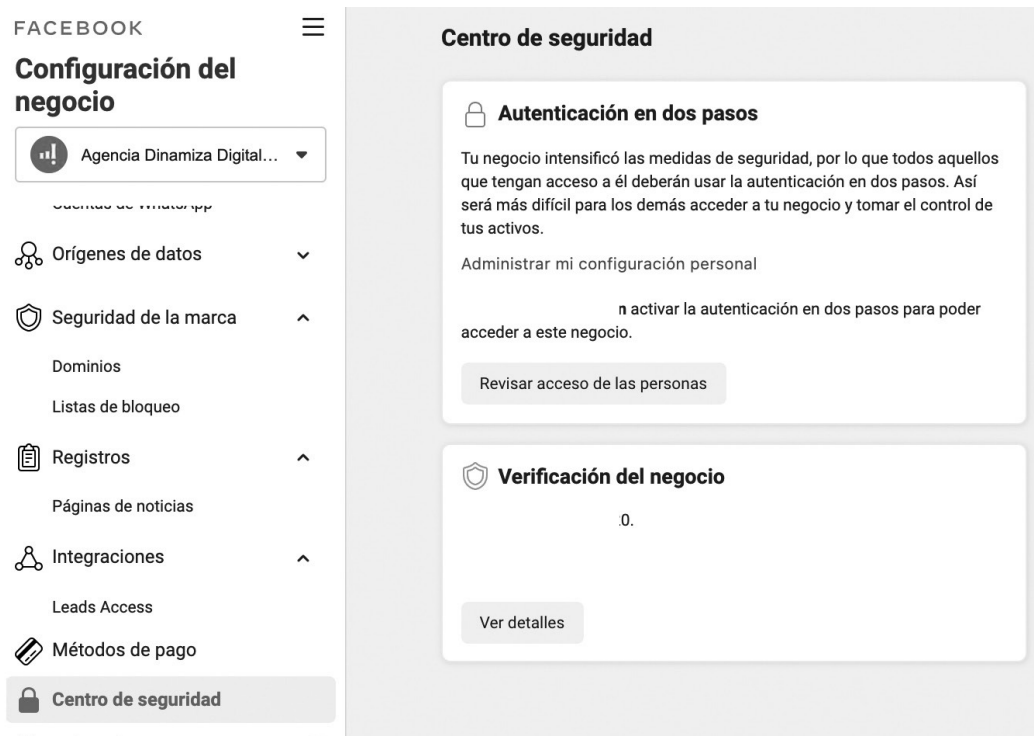 FACEBOOK
Configuración del
negocio
Agencia Dinamiza Digital...
Cuentas de WhatsApp
Orígenes de datos
Seguridad de la marca
Dominios
Listas de bloqueo
Registros
Páginas de noticias
Integraciones
Leads Access
Métodos de pago
Centro de seguridad
Centro de seguridad
Autenticación en dos pasos
Tu negocio intensificó las medidas de seguridad, por lo que todos aquellos
que tengan acceso a él deberán usar la autenticación en dos pasos. Así
será más difícil para los demás acceder a tu negocio y tomar el control de
tus activos.
Administrar mi configuración personal
n activar la autenticación en dos pasos para poder
acceder a este negocio.
Revisar acceso de las personas
Verificación del negocio
0.
Ver detalles